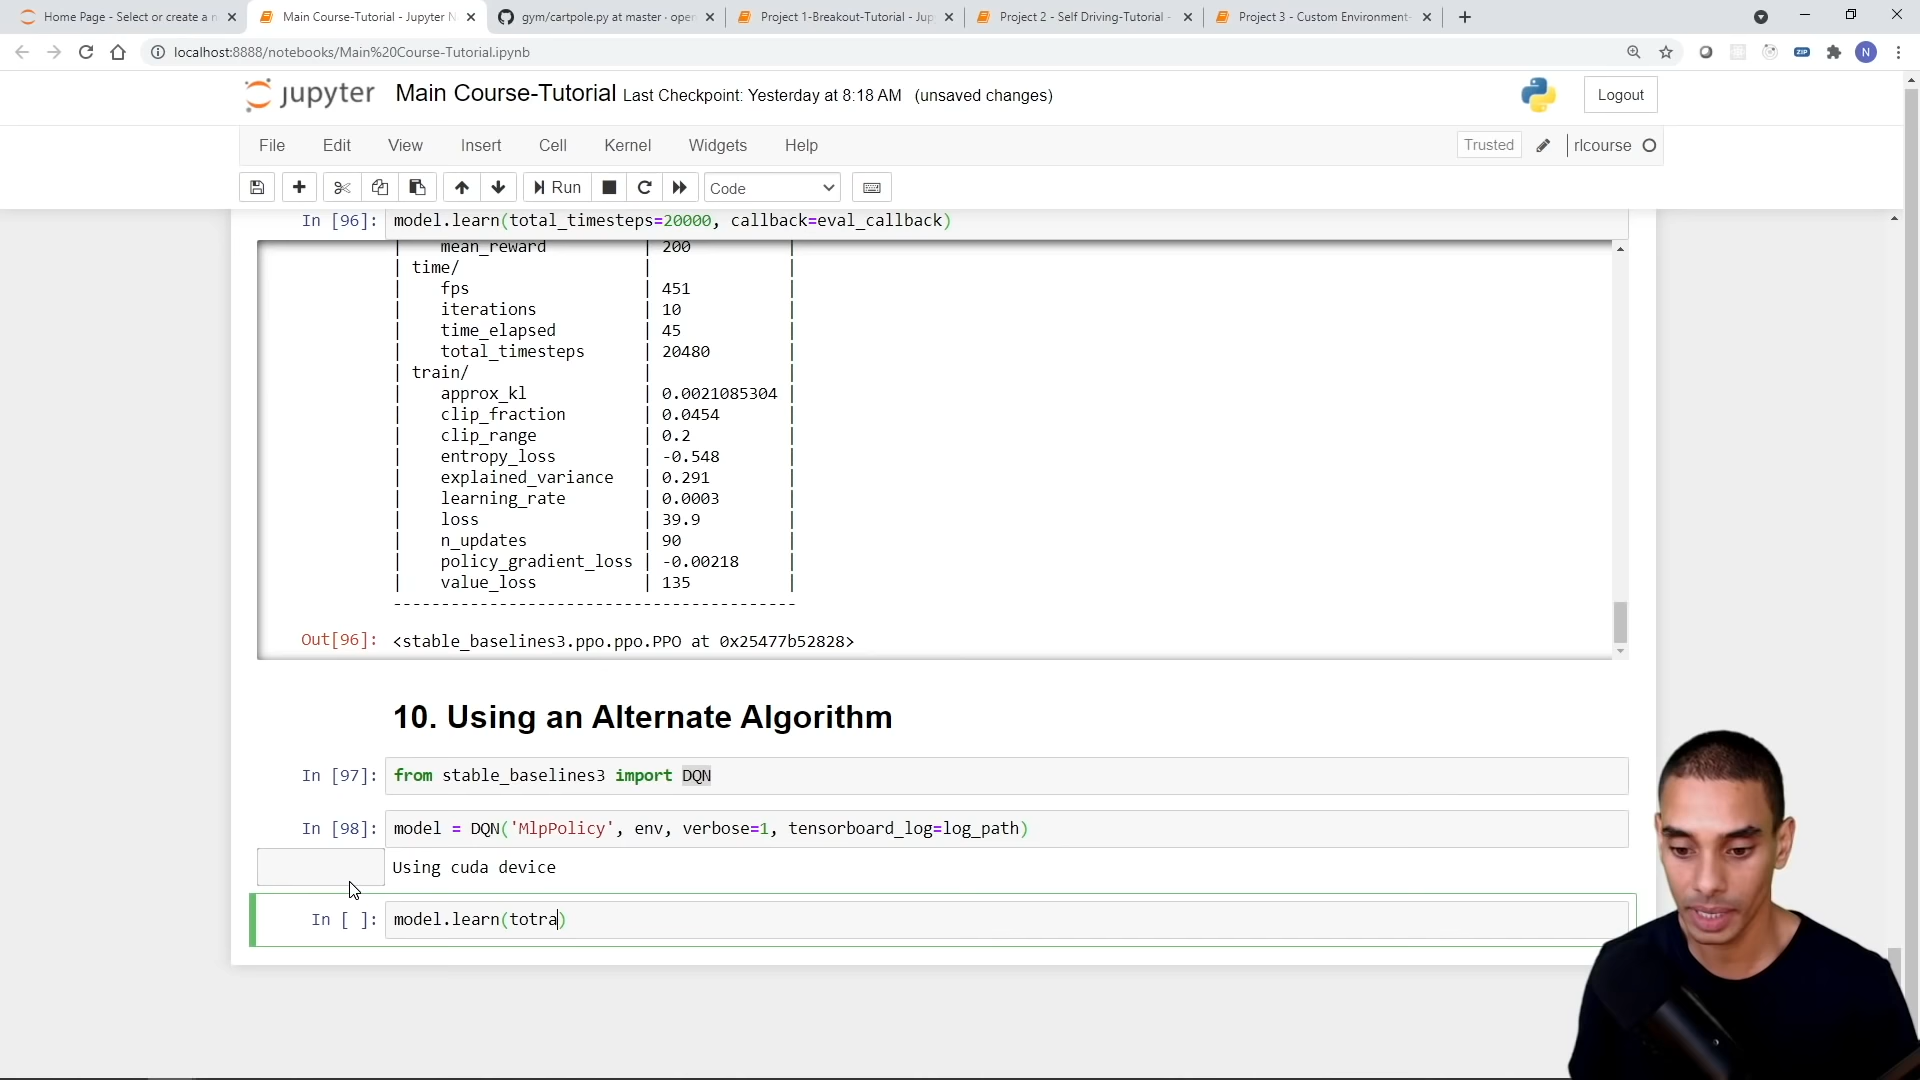 Home Page - Select or create a n
Main Course-Tutorial - Jupyter N
gym/cartpole.py at master · open
Project 1-Breakout-Tutorial - Jup
Project 2 - Self Driving-Tutorial -
Project 3 - Custom Environment-
localhost:8888/notebooks/Main%20Course-Tutorial.ipynb
ZIP
N
jupyter Main Course-Tutorial Last Checkpoint: Yesterday at 8:18 AM (unsaved changes)
Logout
File Edit View Insert Cell Kernel Widgets Help
Trusted rlcourse
Run
Code
In [96]: model.learn(total_timesteps=20000, callback=eval_callback)
| mean_reward | 200 |
| time/ | |
| fps | 451 |
| iterations | 10 |
| time_elapsed | 45 |
| total_timesteps | 20480 |
| train/ | |
| approx_kl | 0.0021085304 |
| clip_fraction | 0.0454 |
| clip_range | 0.2 |
| entropy_loss | -0.548 |
| explained_variance | 0.291 |
| learning_rate | 0.0003 |
| loss | 39.9 |
| n_updates | 90 |
| policy_gradient_loss | -0.00218 |
| value_loss | 135 |
------------------------------------------
Out[96]: <stable_baselines3.ppo.ppo.PPO at 0x25477b52828>
10. Using an Alternate Algorithm
In [97]: from stable_baselines3 import DQN
In [98]: model = DQN('MlpPolicy', env, verbose=1, tensorboard_log=log_path)
Using cuda device
In [ ]: model.learn(totra)